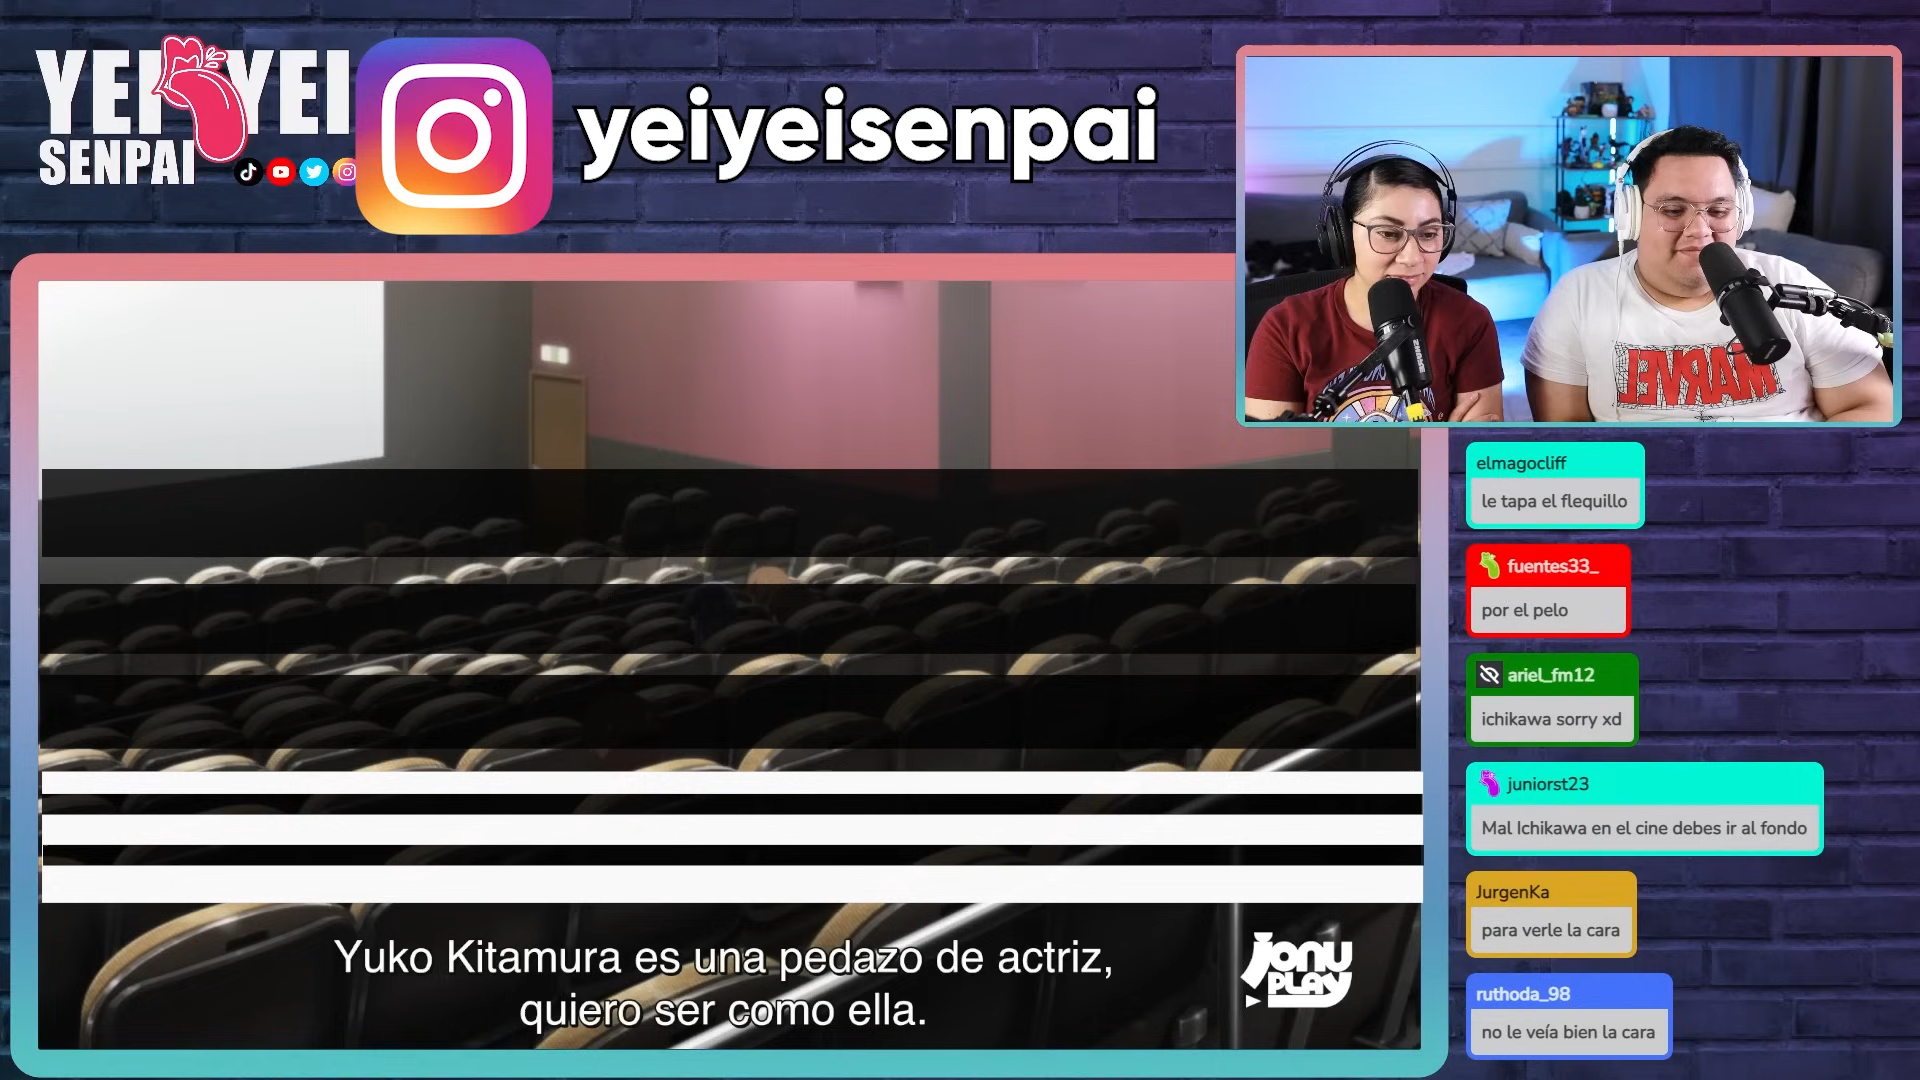 YEI YEI
SENPAI
yeiyeisenpai
MARVEL
elmagocliff
le tapa el flequillo
fuentes33_
por el pelo
ariel_fm12
ichikawa sorry xd
juniorst23
Mal Ichikawa en el cine debes ir al fondo
JurgenKa
para verle la cara
ruthoda_98
no le veía bien la cara
Yuko Kitamura es una pedazo de actriz,
quiero ser como ella.
JONU
PLAY